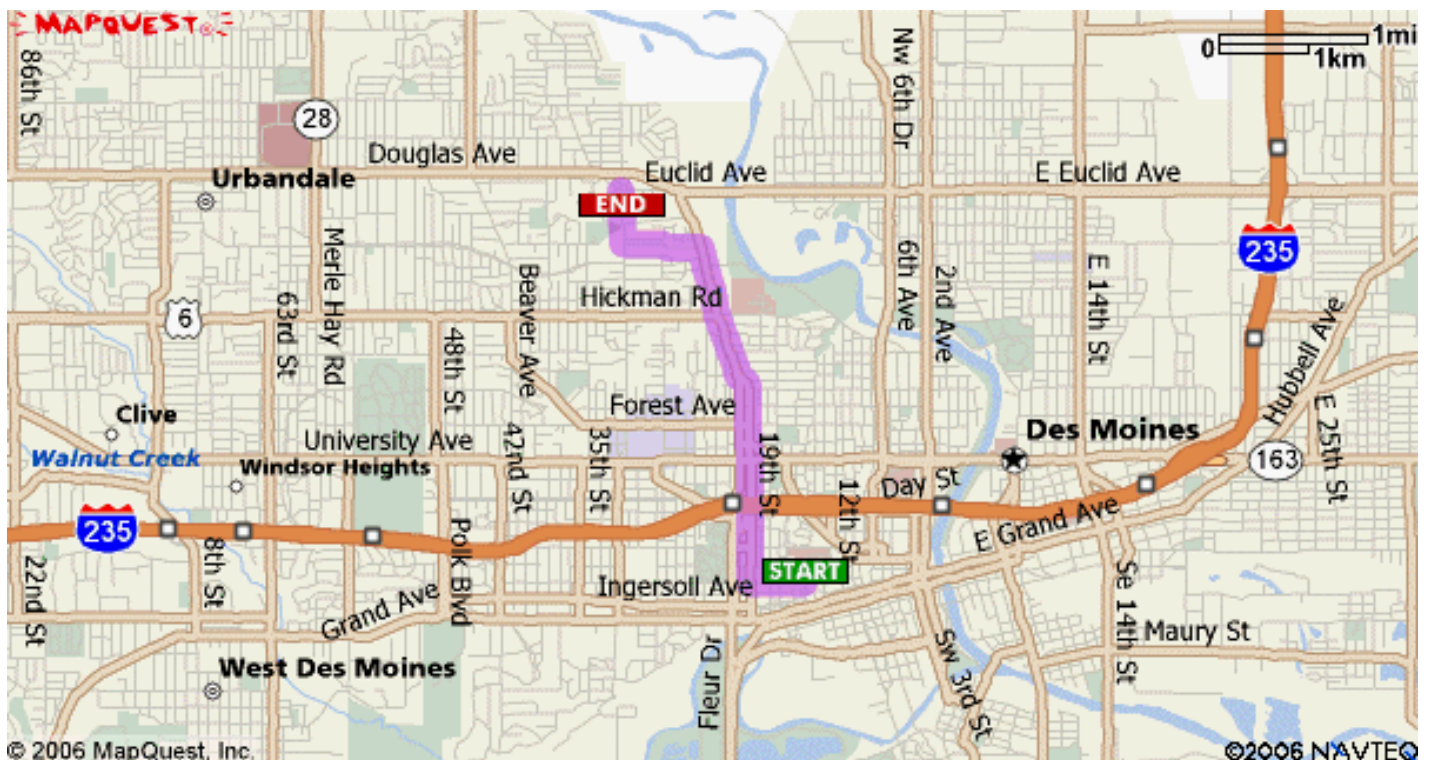 MAPQUEST
1mi
0
1km
86th St
Nw 6th Dr
28
Douglas Ave
Euclid Ave
E Euclid Ave
Urbandale
END
235
Merle Hay Rd
6th Ave
E 14th St
2nd Ave
Beaver Ave
Hickman Rd
63rd St
6
48th St
Hubbell Ave
Clive
Forest Ave
E 25th St
University Ave
Des Moines
Walnut Creek
Windsor Heights
42nd St
35th St
19th St
163
Day St
12th St
E Grand Ave
235
Polk Blvd
8th St
22nd St
START
Ingersoll Ave
Grand Ave
Se 14th St
Maury St
Fleur Dr
Sw 3rd St
West Des Moines
© 2006 MapQuest, Inc.
©2006 NAVTEQ